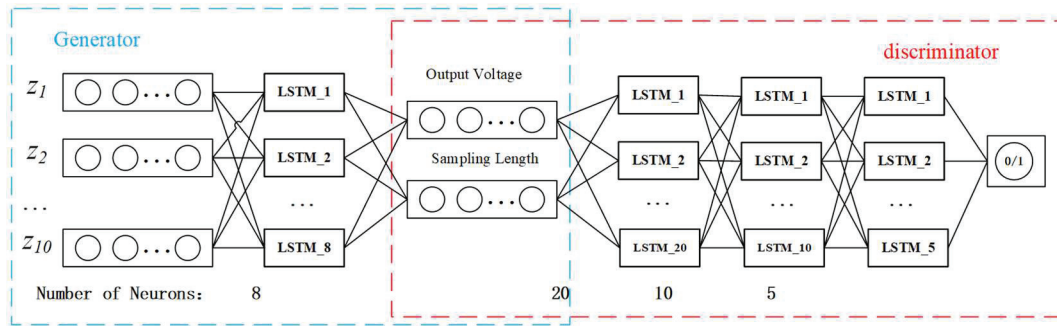 Generator
discriminator
z1
z2
...
z10
LSTM_1
LSTM_2
...
LSTM_8
Output Voltage
Sampling Length
LSTM_1
LSTM_2
...
LSTM_20
LSTM_1
LSTM_2
...
LSTM_10
LSTM_1
LSTM_2
...
LSTM_5
0/1
Number of Neurons: 8 20 10 5